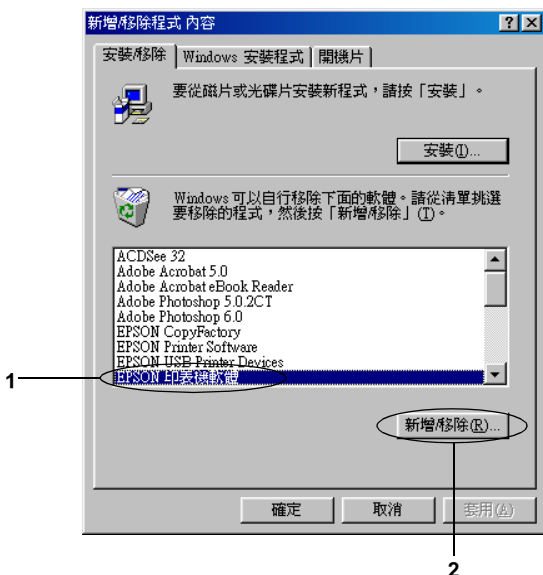 新增/移除程式 內容
安裝/移除 Windows 安裝程式 開機片
要從磁片或光碟片安裝新程式，請按「安裝」。
安裝(I)...
Windows 可以自行移除下面的軟體。請從清單挑選
要移除的程式，然後按「新增/移除」(T)。
ACDSee 32
Adobe Acrobat 5.0
Adobe Acrobat eBook Reader
Adobe Photoshop 5.0.2CT
Adobe Photoshop 6.0
EPSON CopyFactory
EPSON Printer Software
EPSON USB Printer Devices
EPSON 印表機軟體
1
新增/移除(R)...
確定 取消 套用(A)
2